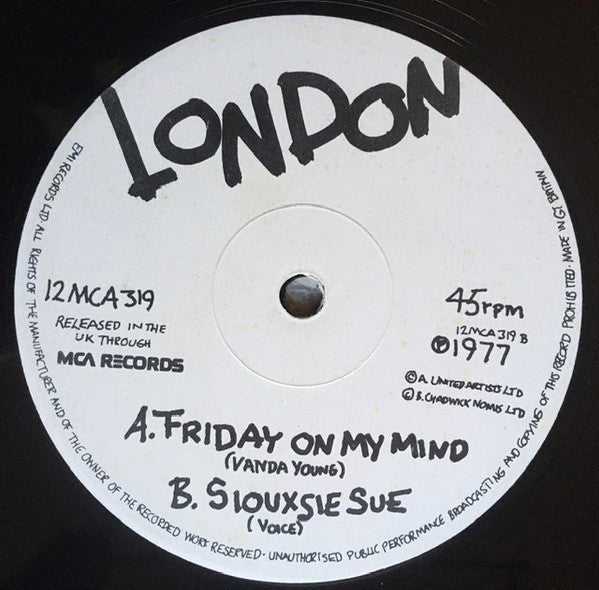 LONDON
12MCA319
RELEASED IN THE
UK THROUGH
MCA RECORDS
45rpm
12MCA 319 B
℗1977
© A. UNITED ARTISTS LTD
© B. CHADWICK NOMIS LTD
A. FRIDAY ON MY MIND
(VANDA YOUNG)
B. SIOUXSIE SUE
(VOICE)
EMI RECORDS LTD. ALL RIGHTS OF THE MANUFACTURER AND OF THE OWNER OF THE RECORDED WORK RESERVED · UNAUTHORISED PUBLIC PERFORMANCE BROADCASTING AND COPYING OF THIS RECORD PROHIBITED · MADE IN GT. BRITAIN